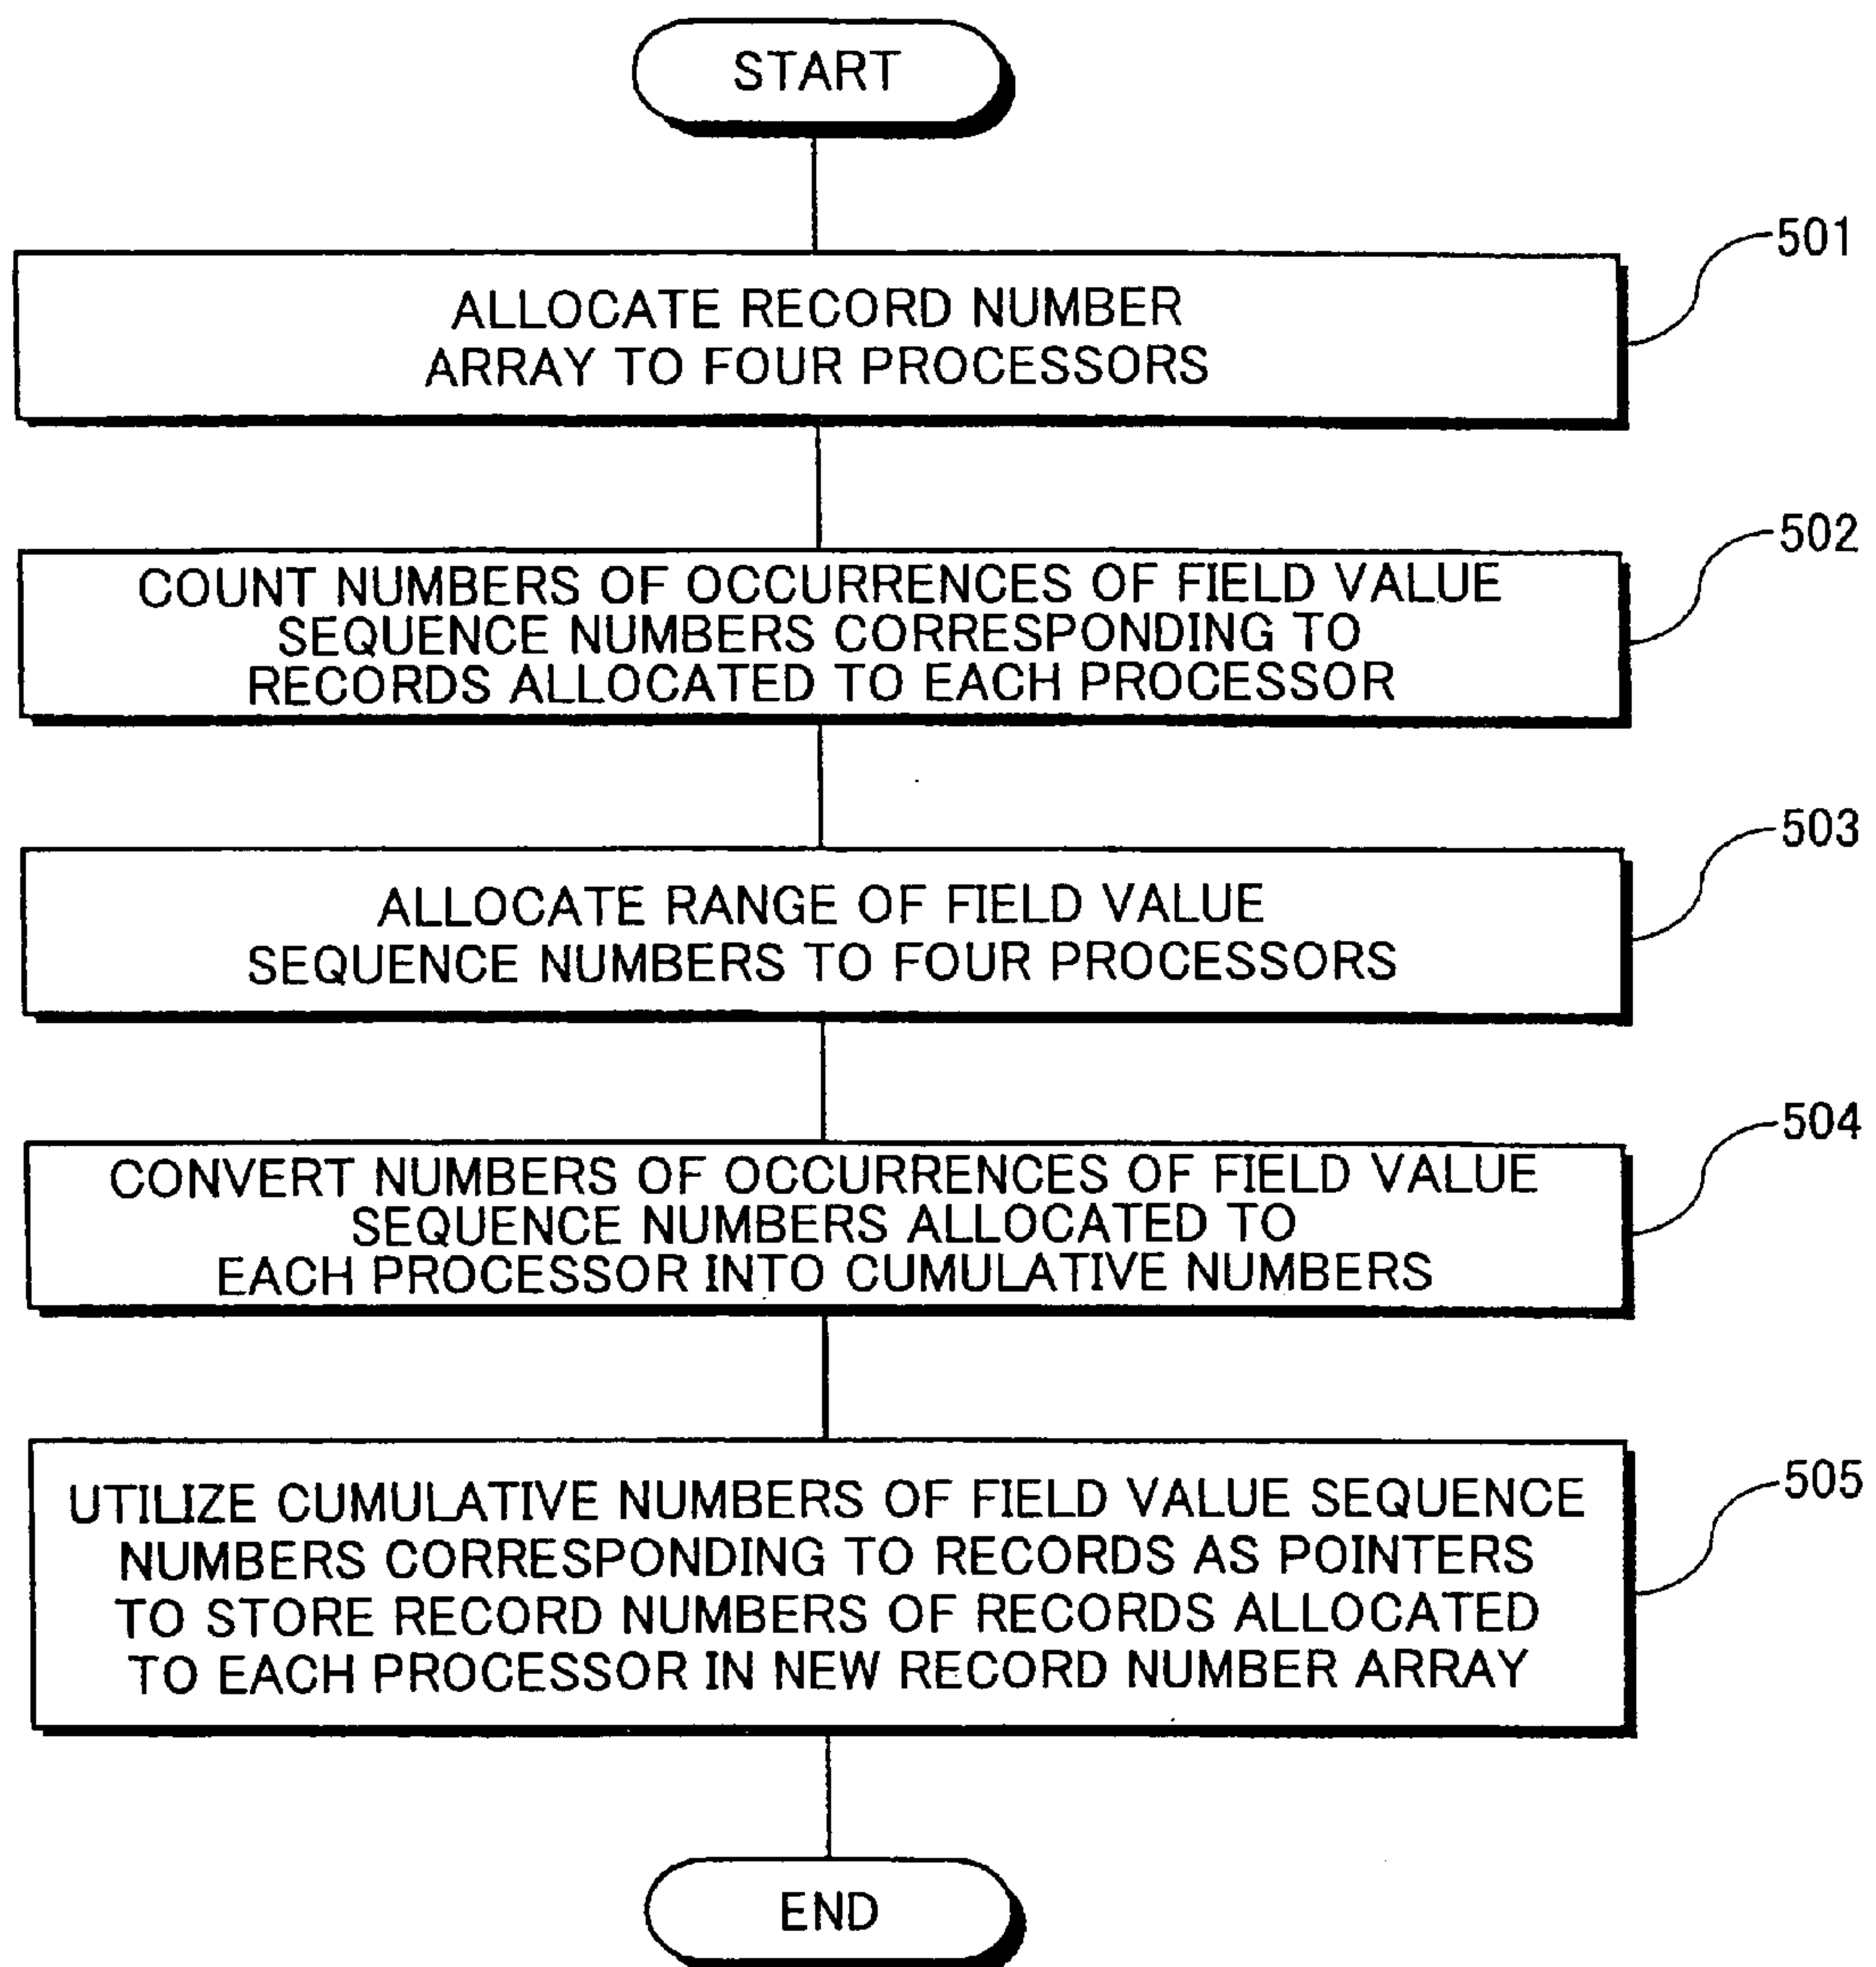 START
501
ALLOCATE RECORD NUMBER
ARRAY TO FOUR PROCESSORS
502
COUNT NUMBERS OF OCCURRENCES OF FIELD VALUE
SEQUENCE NUMBERS CORRESPONDING TO
RECORDS ALLOCATED TO EACH PROCESSOR
503
ALLOCATE RANGE OF FIELD VALUE
SEQUENCE NUMBERS TO FOUR PROCESSORS
504
CONVERT NUMBERS OF OCCURRENCES OF FIELD VALUE
SEQUENCE NUMBERS ALLOCATED TO
EACH PROCESSOR INTO CUMULATIVE NUMBERS
505
UTILIZE CUMULATIVE NUMBERS OF FIELD VALUE SEQUENCE
NUMBERS CORRESPONDING TO RECORDS AS POINTERS
TO STORE RECORD NUMBERS OF RECORDS ALLOCATED
TO EACH PROCESSOR IN NEW RECORD NUMBER ARRAY
END